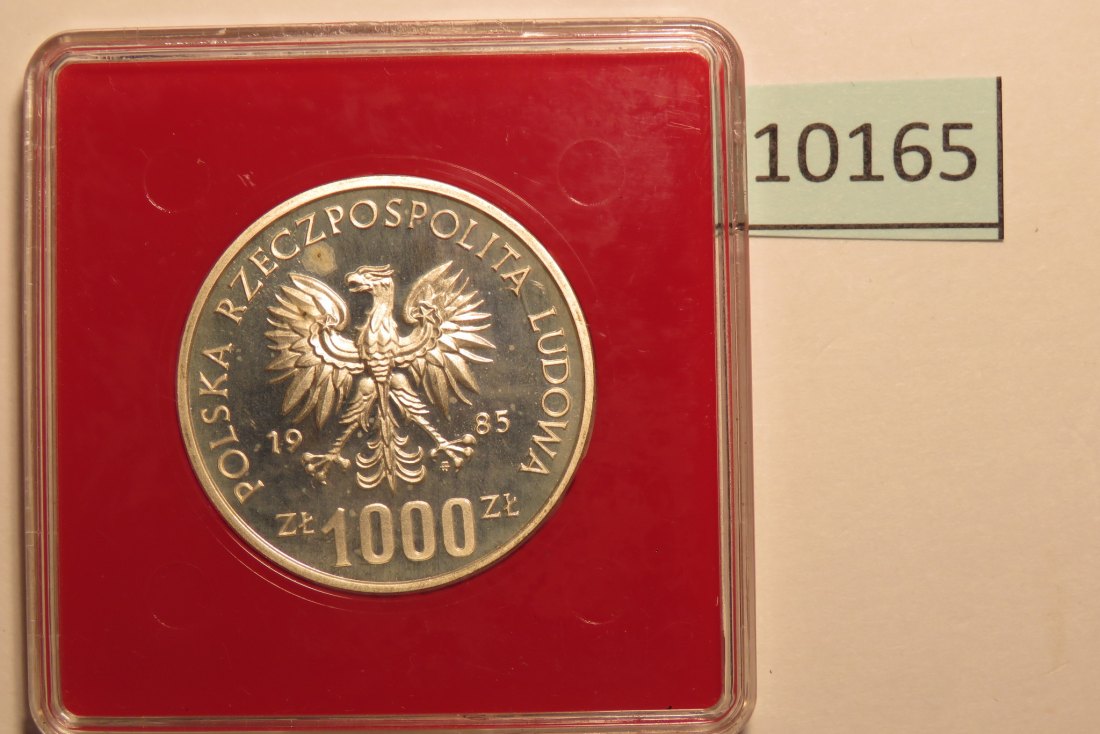 10165
POLSKA RZECZPOSPOLITA LUDOWA
19 85
ZŁ 1000 ZŁ